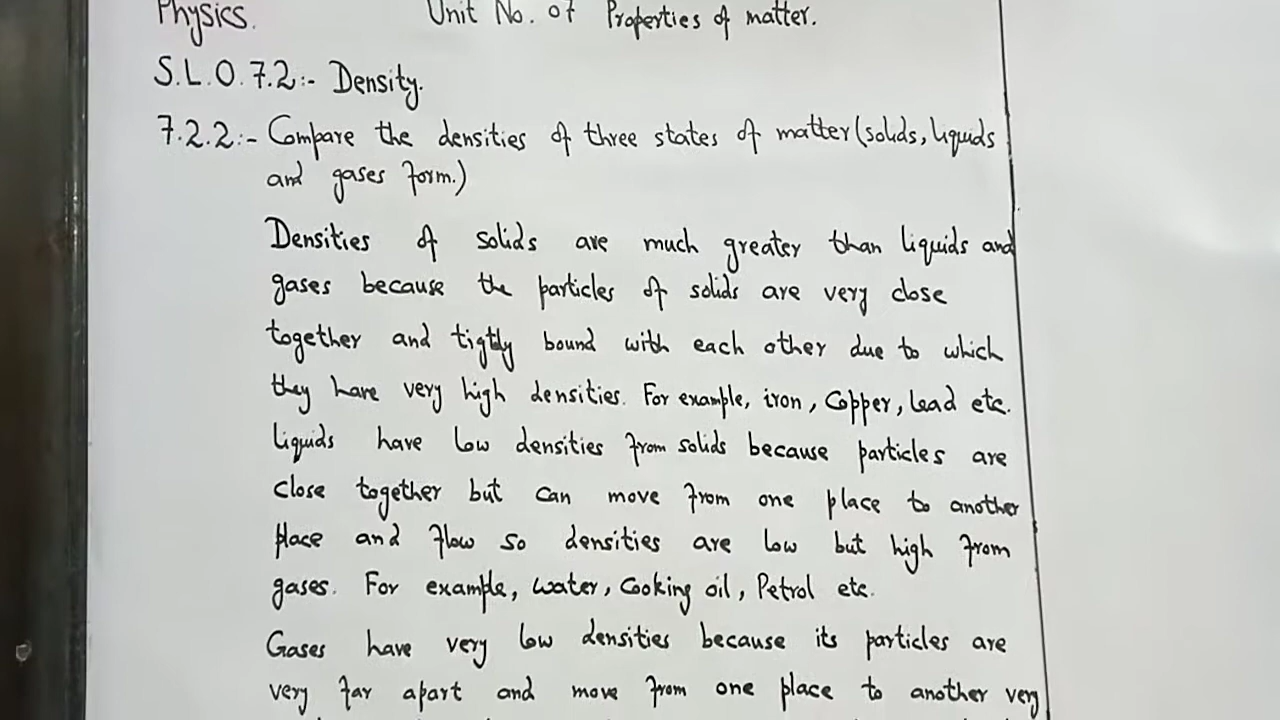 Physics. Unit No. 07 Properties of matter.
S.L.O.7.2:- Density.
7.2.2:- Compare the densities of three states of matter (solids, liquids
and gases form.)
Densities of solids are much greater than liquids and
gases because the particles of solids are very close
together and tigtly bound with each other due to which
they have very high densities. For example, iron, Copper, lead etc.
liquids have low densities from solids because particles are
close together but can move from one place to another
place and flow so densities are low but high from
gases. For example, water, Cooking oil, Petrol etc.
Gases have very low densities because its particles are
very far apart and move from one place to another very